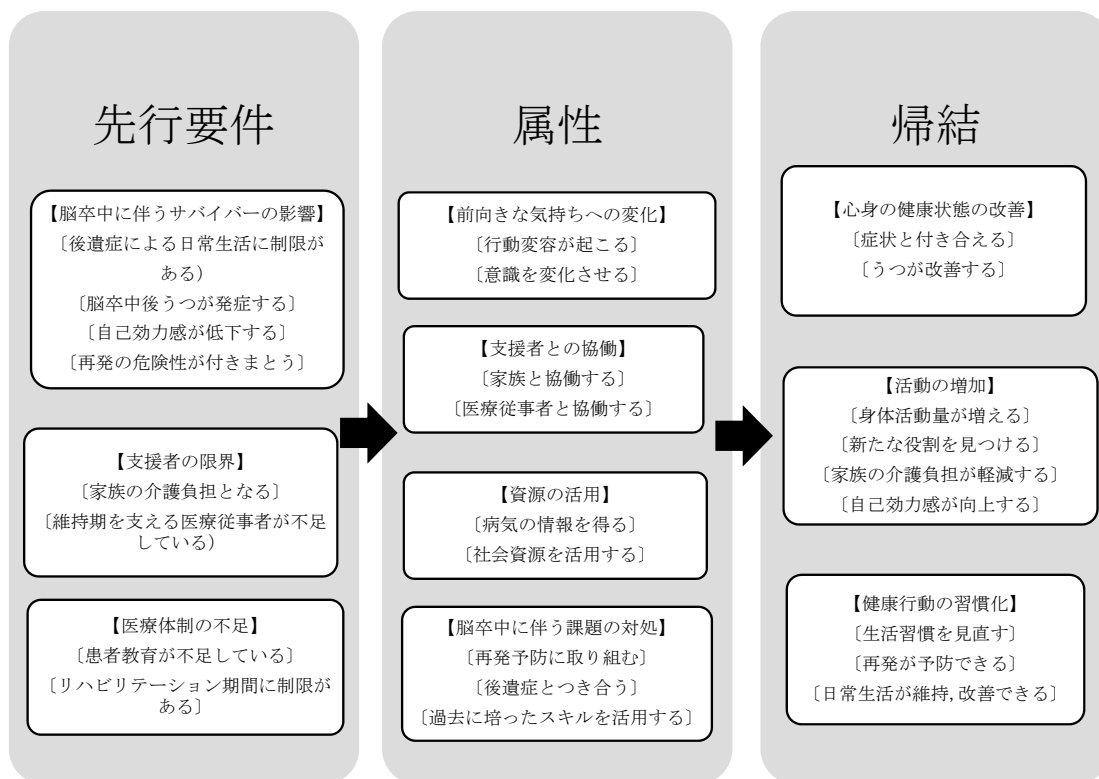 先行要件
【脳卒中に伴うサバイバーの影響】
〔後遺症による日常生活に制限が
ある)
〔脳卒中後うつが発症する〕
〔自己効力感が低下する〕
〔再発の危険性が付きまとう〕
【支援者の限界】
〔家族の介護負担となる〕
〔維持期を支える医療従事者が不足
している)
【医療体制の不足】
〔患者教育が不足している〕
〔リハビリテーション期間に制限が
ある〕
属性
【前向きな気持ちへの変化】
〔行動変容が起こる〕
〔意識を変化させる〕
【支援者との協働】
〔家族と協働する〕
〔医療従事者と協働する〕
【資源の活用】
〔病気の情報を得る〕
〔社会資源を活用する〕
【脳卒中に伴う課題の対処】
〔再発予防に取り組む〕
〔後遺症とつき合う〕
〔過去に培ったスキルを活用する〕
帰結
【心身の健康状態の改善】
〔症状と付き合える〕
〔うつが改善する〕
【活動の増加】
〔身体活動量が増える〕
〔新たな役割を見つける〕
〔家族の介護負担が軽減する〕
〔自己効力感が向上する〕
【健康行動の習慣化】
〔生活習慣を見直す〕
〔再発が予防できる〕
〔日常生活が維持,改善できる〕